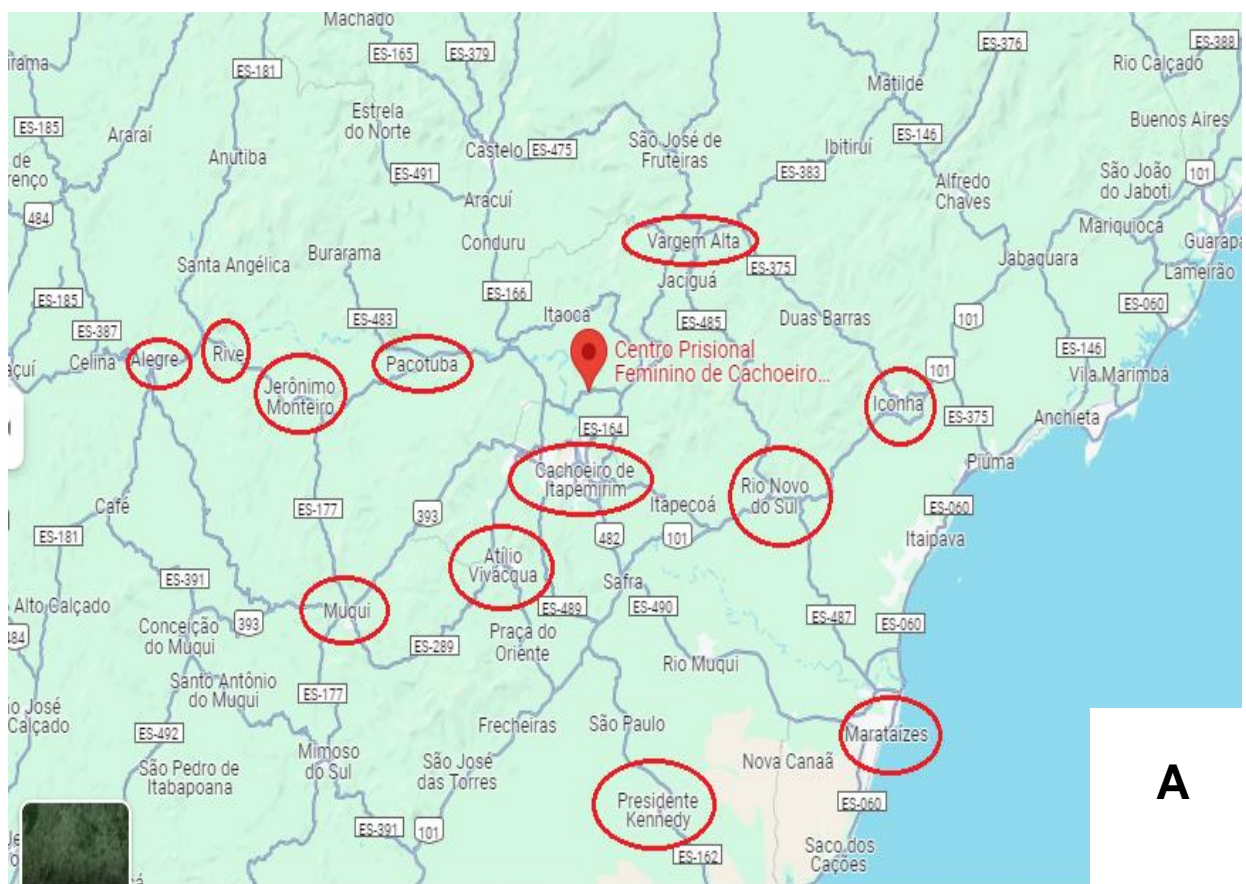 Machado
ES-165
ES-379
ES-376
ES-388
irama
ES-181
Rio Calçado
Matilde
Estrela
do Norte
Buenos Aires
ES-185
Araraí
ES-146
Castelo
ES-475
São José de
Fruteiras
Ibitiruí
Anutiba
de
renço
ES-491
ES-383
São João
do Jaboti
101
Alfredo
Chaves
Aracuí
484
Mariquioca
Burarama
Conduru
Vargem Alta
Guarapa
Jabaquara
Santa Angélica
ES-375
Lameirão
Jaciguá
ES-185
ES-166
ES-060
Itaoca
ES-483
ES-485
Duas Barras
101
ES-387
Centro Prisional
Feminino de Cachoeiro...
ES-146
Celina
Alegre
Rive
Pacotuba
101
açuí
Vila Marimbá
Jerônimo
Monteiro
Iconha
ES-375
Anchieta
ES-164
Piúma
Cachoeiro de
Itapemirim
Rio Novo
do Sul
Café
ES-177
393
Itapecoá
ES-060
ES-181
482
101
Itaipava
Atílio
Vivácqua
Safra
ES-391
Alto Calçado
Muqui
ES-489
ES-490
ES-487
ES-060
484
Conceição
do Muqui
393
Praça do
Oriente
ES-289
Rio Muqui
Santo Antônio
do Muqui
ES-177
o José
Calçado
Frecheiras
São Paulo
ES-492
Marataízes
Mimoso
do Sul
São José
das Torres
Nova Canaã
São Pedro de
Itabapoana
A
Presidente
Kennedy
ES-060
ES-391
101
Saco dos
Cações
ES-162